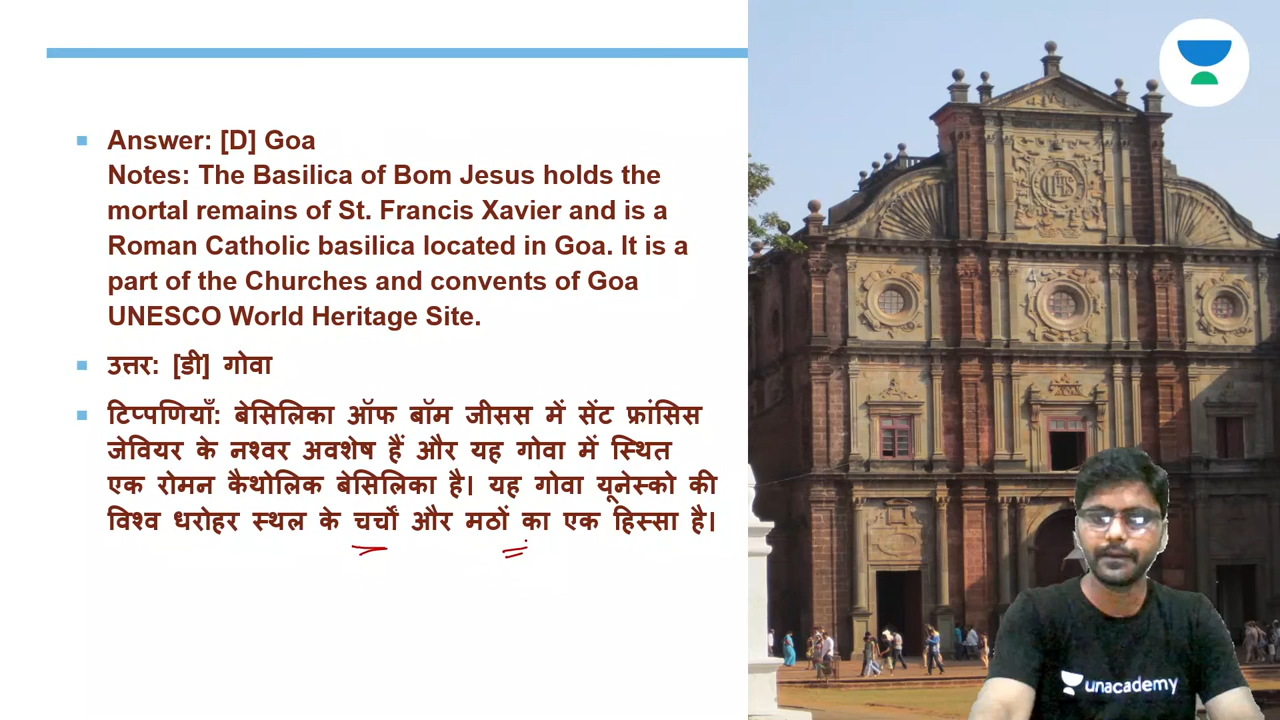 Answer: [D] Goa
Notes: The Basilica of Bom Jesus holds the
mortal remains of St. Francis Xavier and is a
Roman Catholic basilica located in Goa. It is a
part of the Churches and convents of Goa
UNESCO World Heritage Site.
उत्तर: [डी] गोवा
टिप्पणियाँ: बेसिलिका ऑफ बॉम जीसस में सेंट फ्रांसिस
जेवियर के नश्वर अवशेष हैं और यह गोवा में स्थित
एक रोमन कैथोलिक बेसिलिका है। यह गोवा यूनेस्को की
विश्व धरोहर स्थल के चर्चों और मठों का एक हिस्सा है।
IHS
unacademy